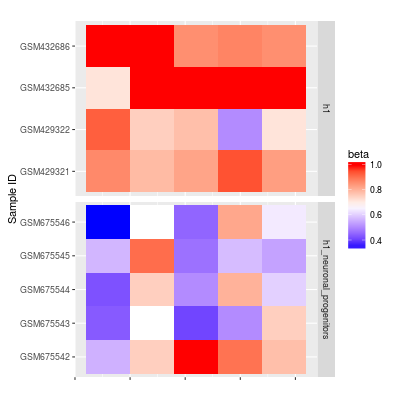 GSM432686
GSM432685
GSM429322
GSM429321
h1
GSM675546
GSM675545
GSM675544
GSM675543
GSM675542
h1_neuronal_progenitors
Sample ID
beta
1.0
0.8
0.6
0.4